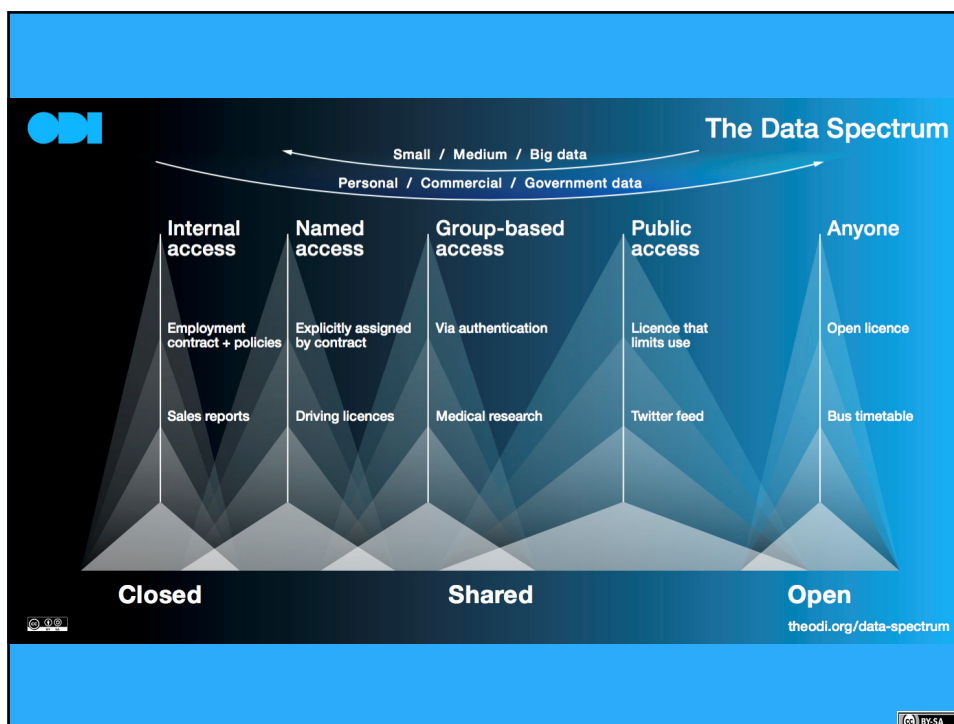 ODI
The Data Spectrum
Small / Medium / Big data
Personal / Commercial / Government data
Internal
access
Named
access
Group-based
access
Public
access
Anyone
Employment
contract + policies
Explicitly assigned
by contract
Via authentication
Licence that
limits use
Open licence
Sales reports
Driving licences
Medical research
Twitter feed
Bus timetable
Closed
Shared
Open
cc
theodi.org/data-spectrum
cc BY-SA